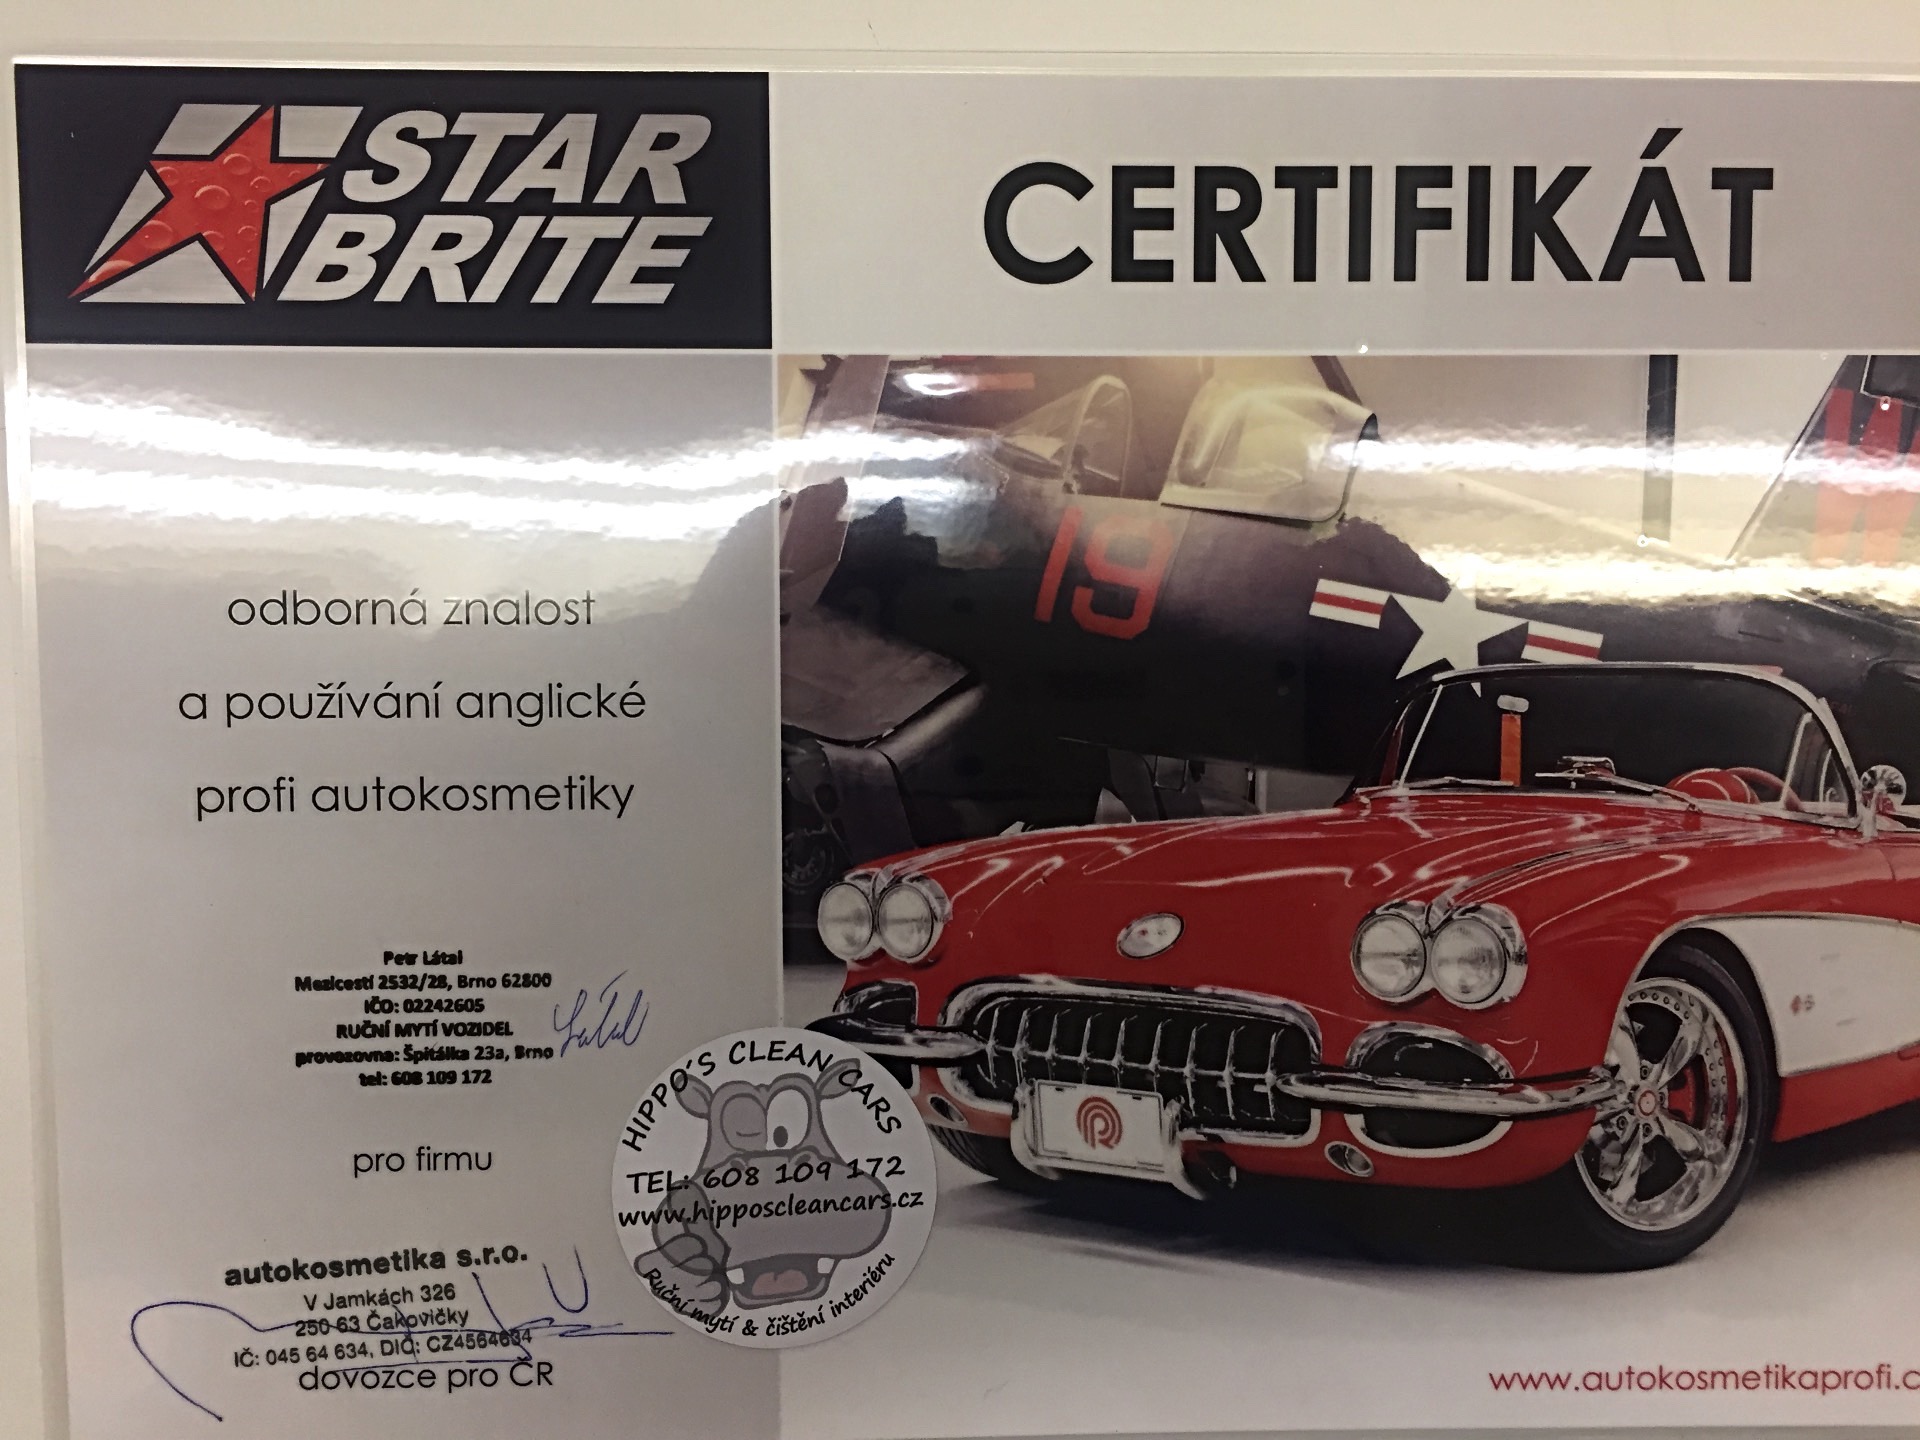 STAR
BRITE
CERTIFIKÁT
odborná znalost
a používání anglické
profi autokosmetiky
19
Petr Látal
Mezicestí 2532/28, Brno 62800
IČO: 02242605
RUČNÍ MYTÍ VOZIDEL
provozovna: Špitálka 23a, Brno
tel: 608 109 172
Látal
pro firmu
HIPPO'S CLEAN CARS
TEL: 608 109 172
www.hipposcleancars.cz
Ruční mytí & čištění interiéru
autokosmetika s.r.o.
V Jamkách 326
250 63 Čakovičky
IČ: 045 64 634, DIČ: CZ4564634
dovozce pro ČR
www.autokosmetikaprofi.c